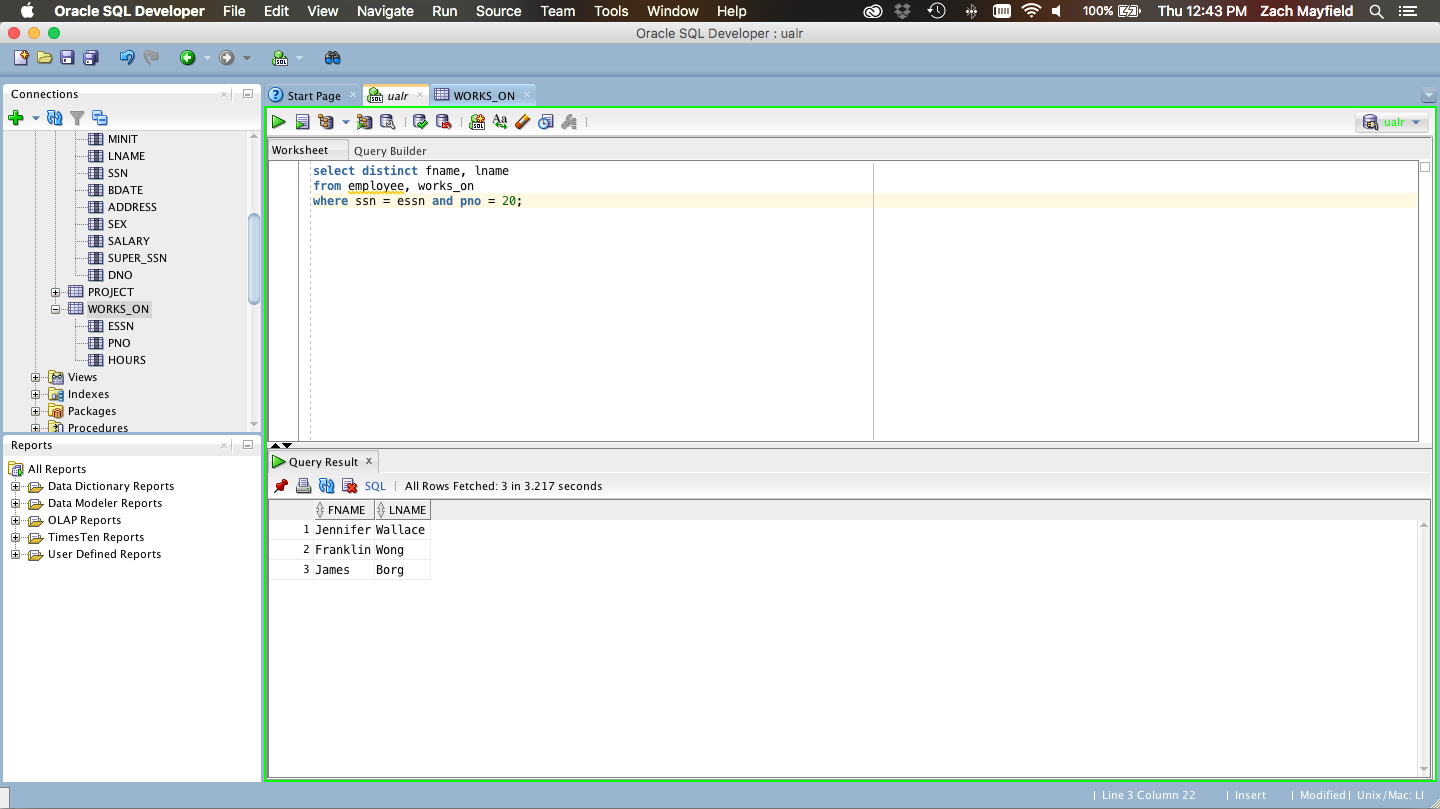 Oracle SQL Developer File Edit View Navigate Run Source Team Tools Window Help 100% Thu 12:43 PM Zach Mayfield
Oracle SQL Developer : ualr
Connections
MINIT
LNAME
SSN
BDATE
ADDRESS
SEX
SALARY
SUPER_SSN
DNO
PROJECT
WORKS_ON
ESSN
PNO
HOURS
Views
Indexes
Packages
Procedures
Reports
All Reports
Data Dictionary Reports
Data Modeler Reports
OLAP Reports
TimesTen Reports
User Defined Reports
Start Page ualr WORKS_ON
ualr
Worksheet Query Builder
select distinct fname, lname
from employee, works_on
where ssn = essn and pno = 20;
Query Result x
SQL | All Rows Fetched: 3 in 3.217 seconds
FNAME LNAME
1 Jennifer Wallace
2 Franklin Wong
3 James Borg
| Line 3 Column 22 | Insert | Modified | Unix/Mac: LI